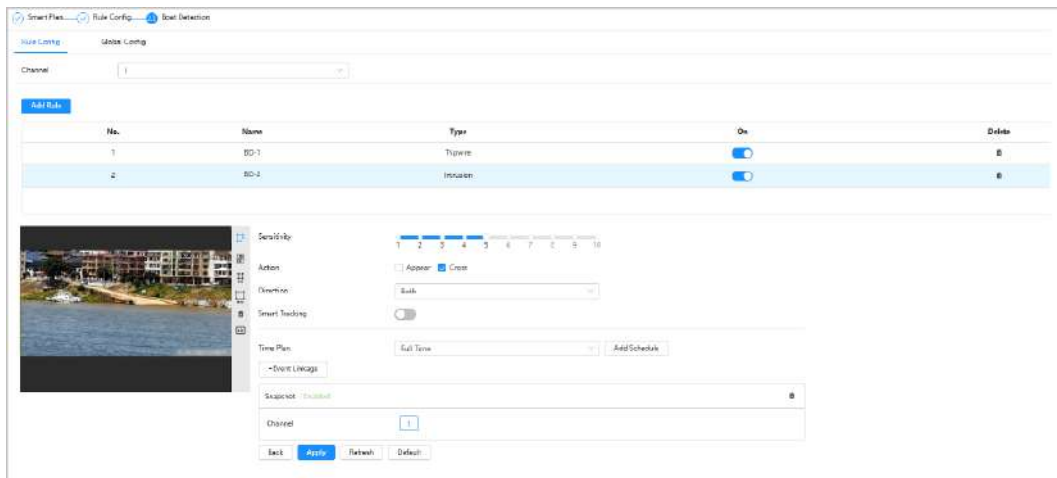 Smart Plan Rule Config Boat Detection
Rule Config Global Config
Channel 1
Add Rule
No. Name Type On Delete
1 BD-1 Tripwire
2 BD-2 Intrusion
Sensitivity
1 2 3 4 5 6 7 8 9 10
Action Appear Cross
Direction Both
Smart Tracking
Time Plan Full Time Add Schedule
+Event Linkage
Snapshot Enabled
Channel 1
Back Apply Refresh Default